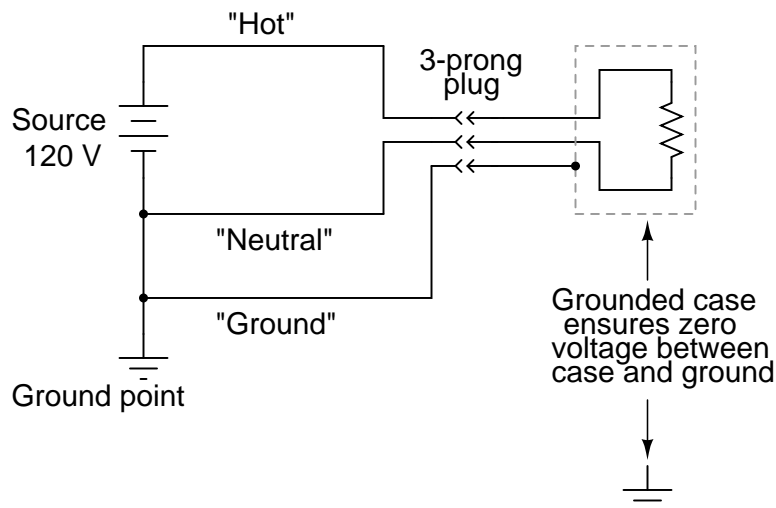 "Hot"
3-prong
plug
Source
120 V
"Neutral"
"Ground"
Ground point
Grounded case
ensures zero
voltage between
case and ground